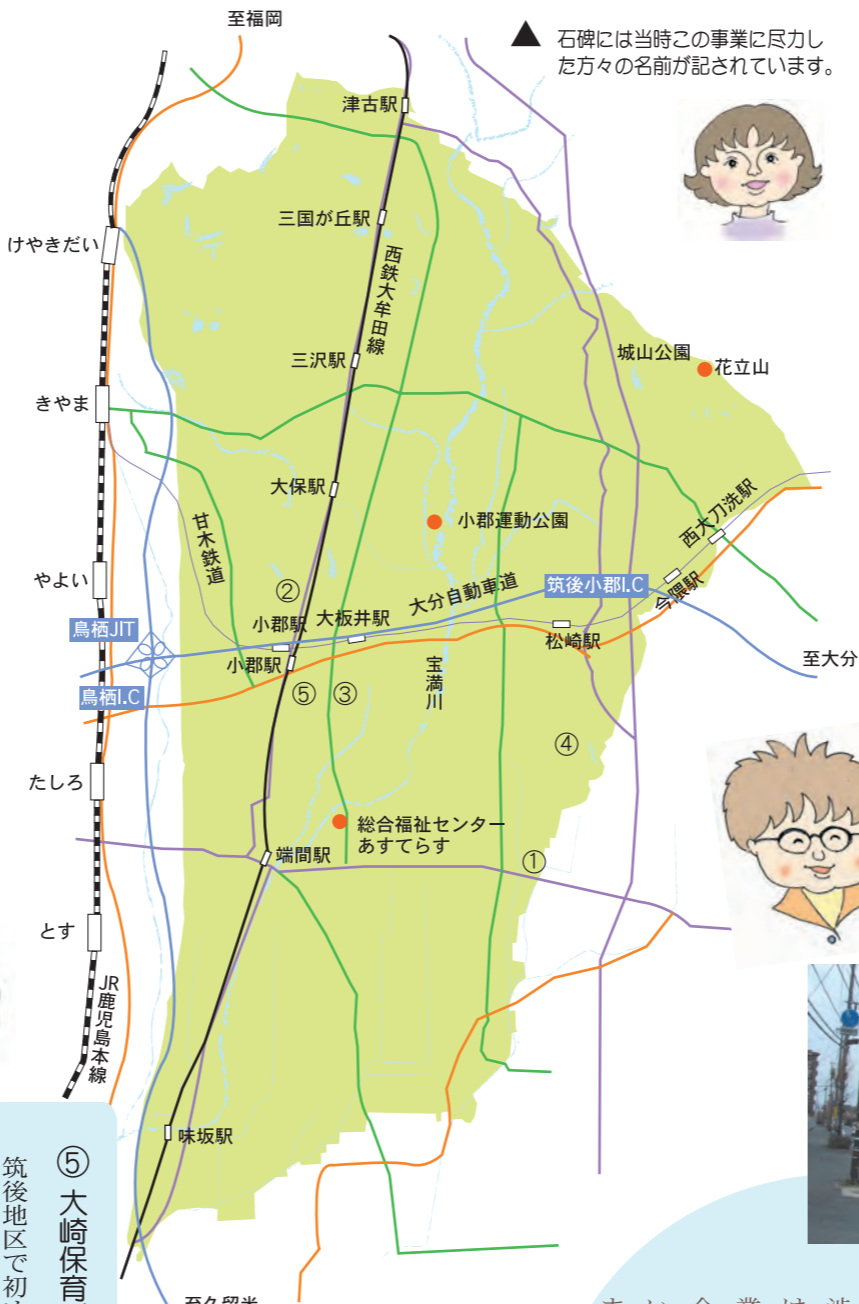 至福岡
▲ 石碑には当時この事業に尽力し
た方々の名前が記されています。
津古駅
三国が丘駅
けやきだい
西鉄大牟田線
三沢駅
城山公園
花立山
きやま
大保駅
小郡運動公園
甘木鉄道
西大刀洗駅
やよい
②
大分自動車道
筑後小郡I.C
今隈駅
鳥栖JIT
小郡駅
大板井駅
松崎駅
小郡駅
至大分
鳥栖I.C
⑤
③
宝満川
④
たしろ
総合福祉センター
あすてらす
端間駅
①
とす
JR鹿児島本線
味坂駅
⑤ 大崎保育
筑後地区で初